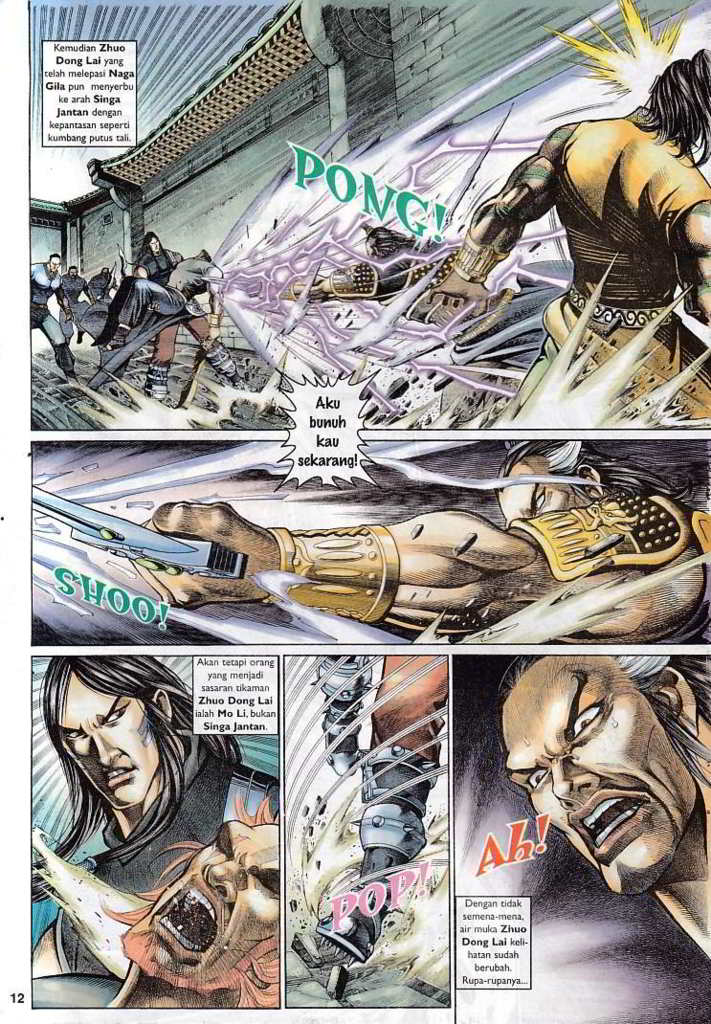 Kemudian Zhuo
Dong Lai yang
telah melepasi Naga
Gila pun menyerbu
ke arah Singa
Jantan dengan
kepantasan seperti
kumbang putus tali.
PONG!
Aku
bunuh
kau
sekarang!
SHOO!
Akan tetapi orang
yang menjadi
sasaran tikaman
Zhuo Dong Lai
ialah Mo Li, bukan
Singa Jantan.
POP!
Ah!
Dengan tidak
semena-mena,
air muka Zhuo
Dong Lai keli-
hatan sudah
berubah.
Rupa-rupanya...
12